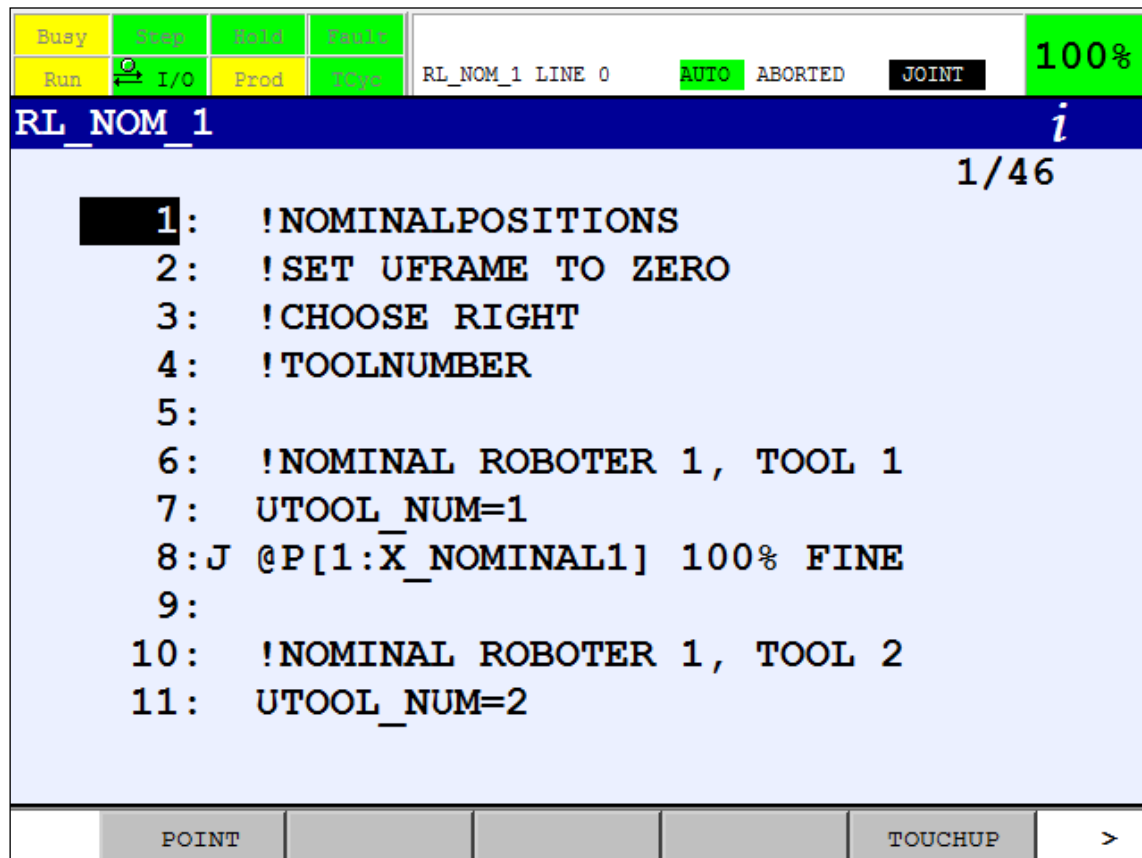 Busy Step Hold Fault
Run I/O Prod TCyc RL_NOM_1 LINE 0 AUTO ABORTED JOINT 100%
RL_NOM_1 i
1/46
1: !NOMINALPOSITIONS
2: !SET UFRAME TO ZERO
3: !CHOOSE RIGHT
4: !TOOLNUMBER
5:
6: !NOMINAL ROBOTER 1, TOOL 1
7: UTOOL_NUM=1
8:J @P[1:X_NOMINAL1] 100% FINE
9:
10: !NOMINAL ROBOTER 1, TOOL 2
11: UTOOL_NUM=2
POINT TOUCHUP >